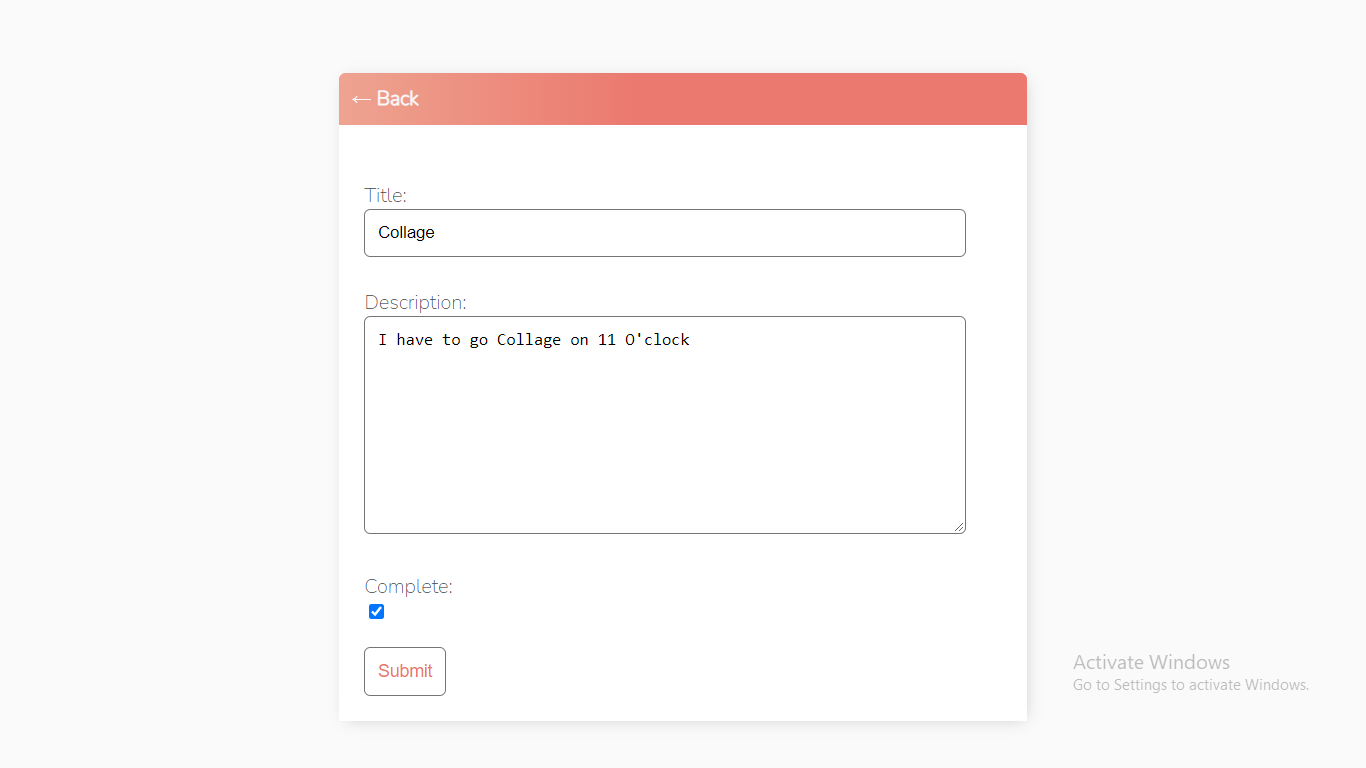 ← Back
Title:
Collage
Description:
I have to go Collage on 11 O'clock
Complete:
Submit
Activate Windows
Go to Settings to activate Windows.